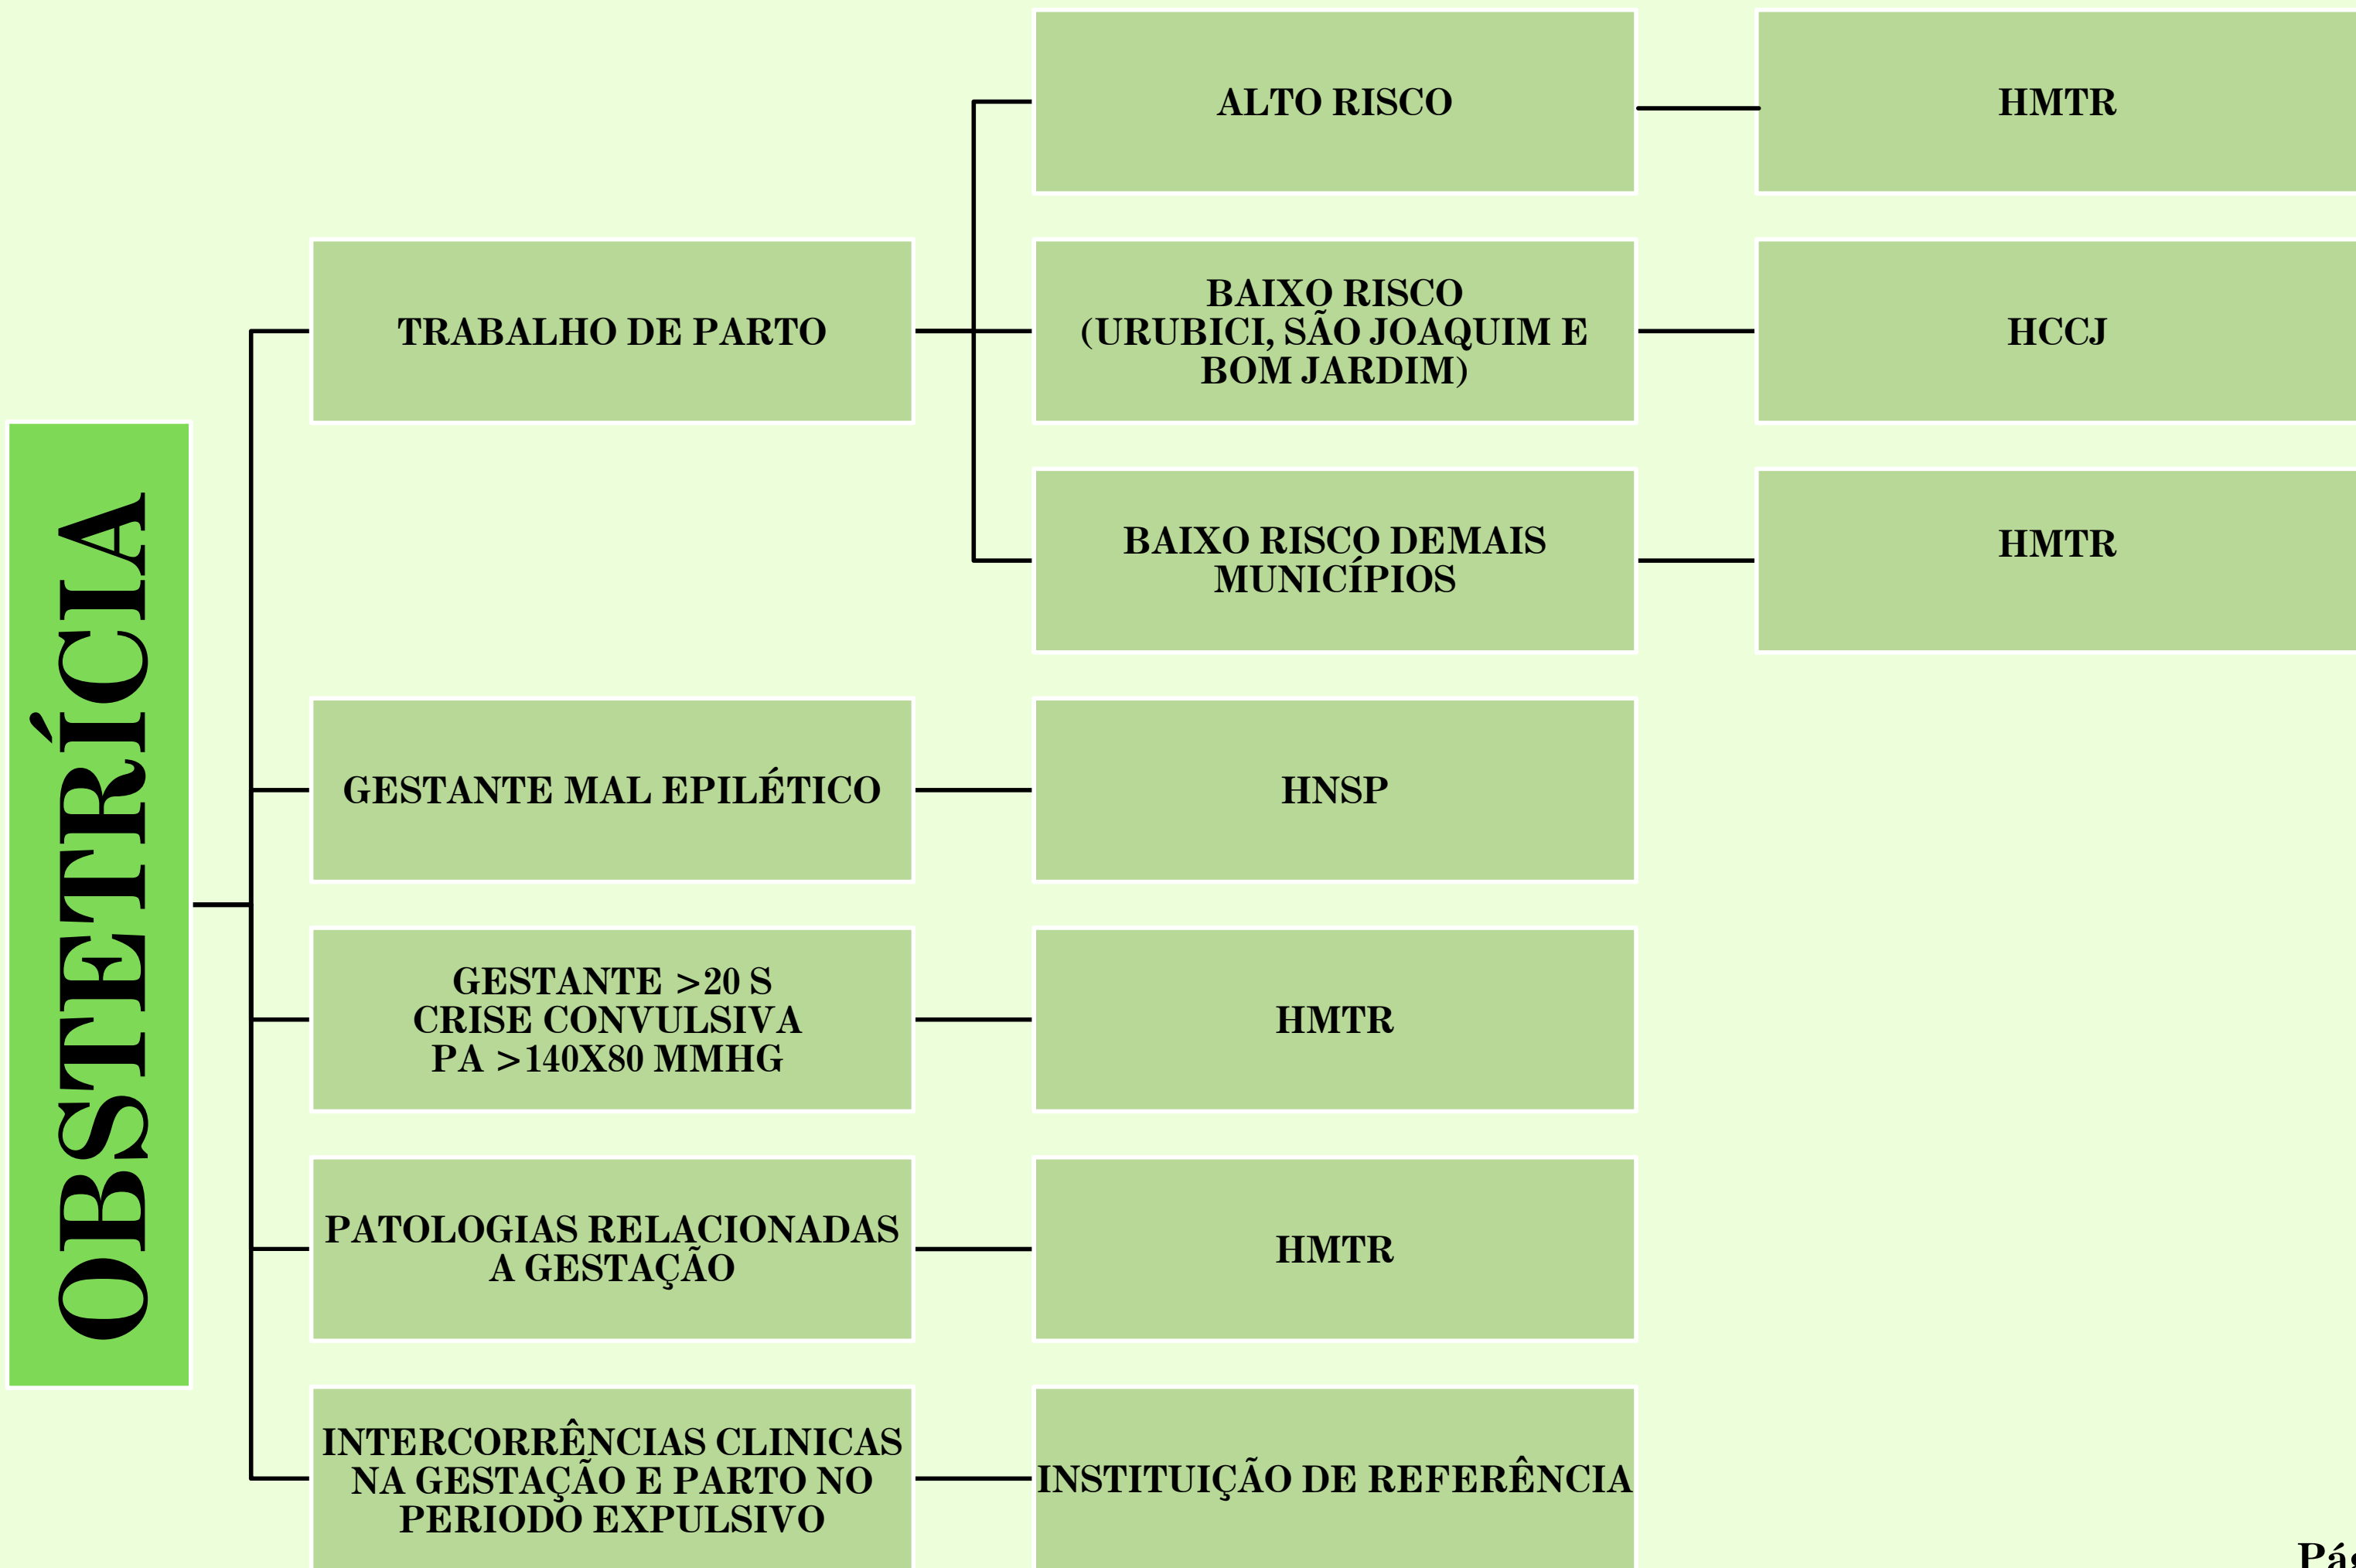 OBSTETRÍCIA
TRABALHO DE PARTO
ALTO RISCO
HMTR
BAIXO RISCO
(URUBICI, SÃO JOAQUIM E
BOM JARDIM)
HCCJ
BAIXO RISCO DEMAIS
MUNICÍPIOS
HMTR
GESTANTE MAL EPILÉTICO
HNSP
GESTANTE >20 S
CRISE CONVULSIVA
PA >140X80 MMHG
HMTR
PATOLOGIAS RELACIONADAS
A GESTAÇÃO
HMTR
INTERCORRÊNCIAS CLINICAS
NA GESTAÇÃO E PARTO NO
PERIODO EXPULSIVO
INSTITUIÇÃO DE REFERÊNCIA